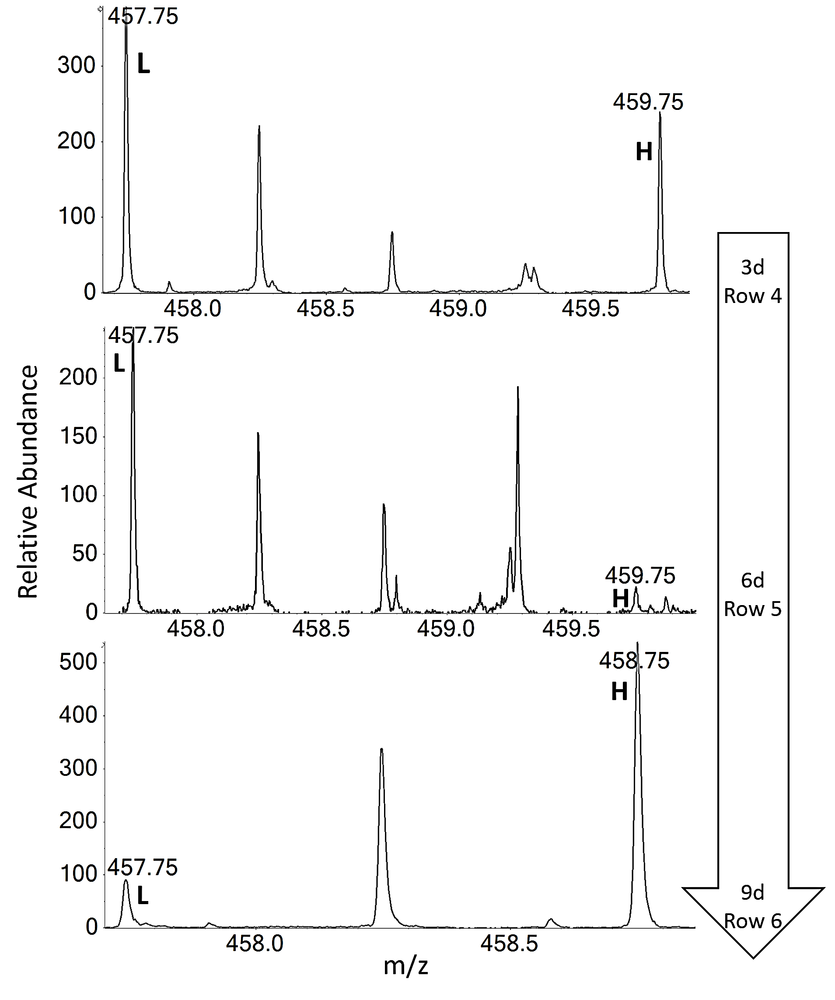 457.75
L
300
459.75
H
200
100
0
458.0 458.5 459.0 459.5
3d
Row 4
457.75
L
200
150
100
50
0
459.75
H
458.0 458.5 459.0 459.5
6d
Row 5
Relative Abundance
500
458.75
H
400
300
200
100
457.75
L
0
458.0 458.5
9d
Row 6
m/z